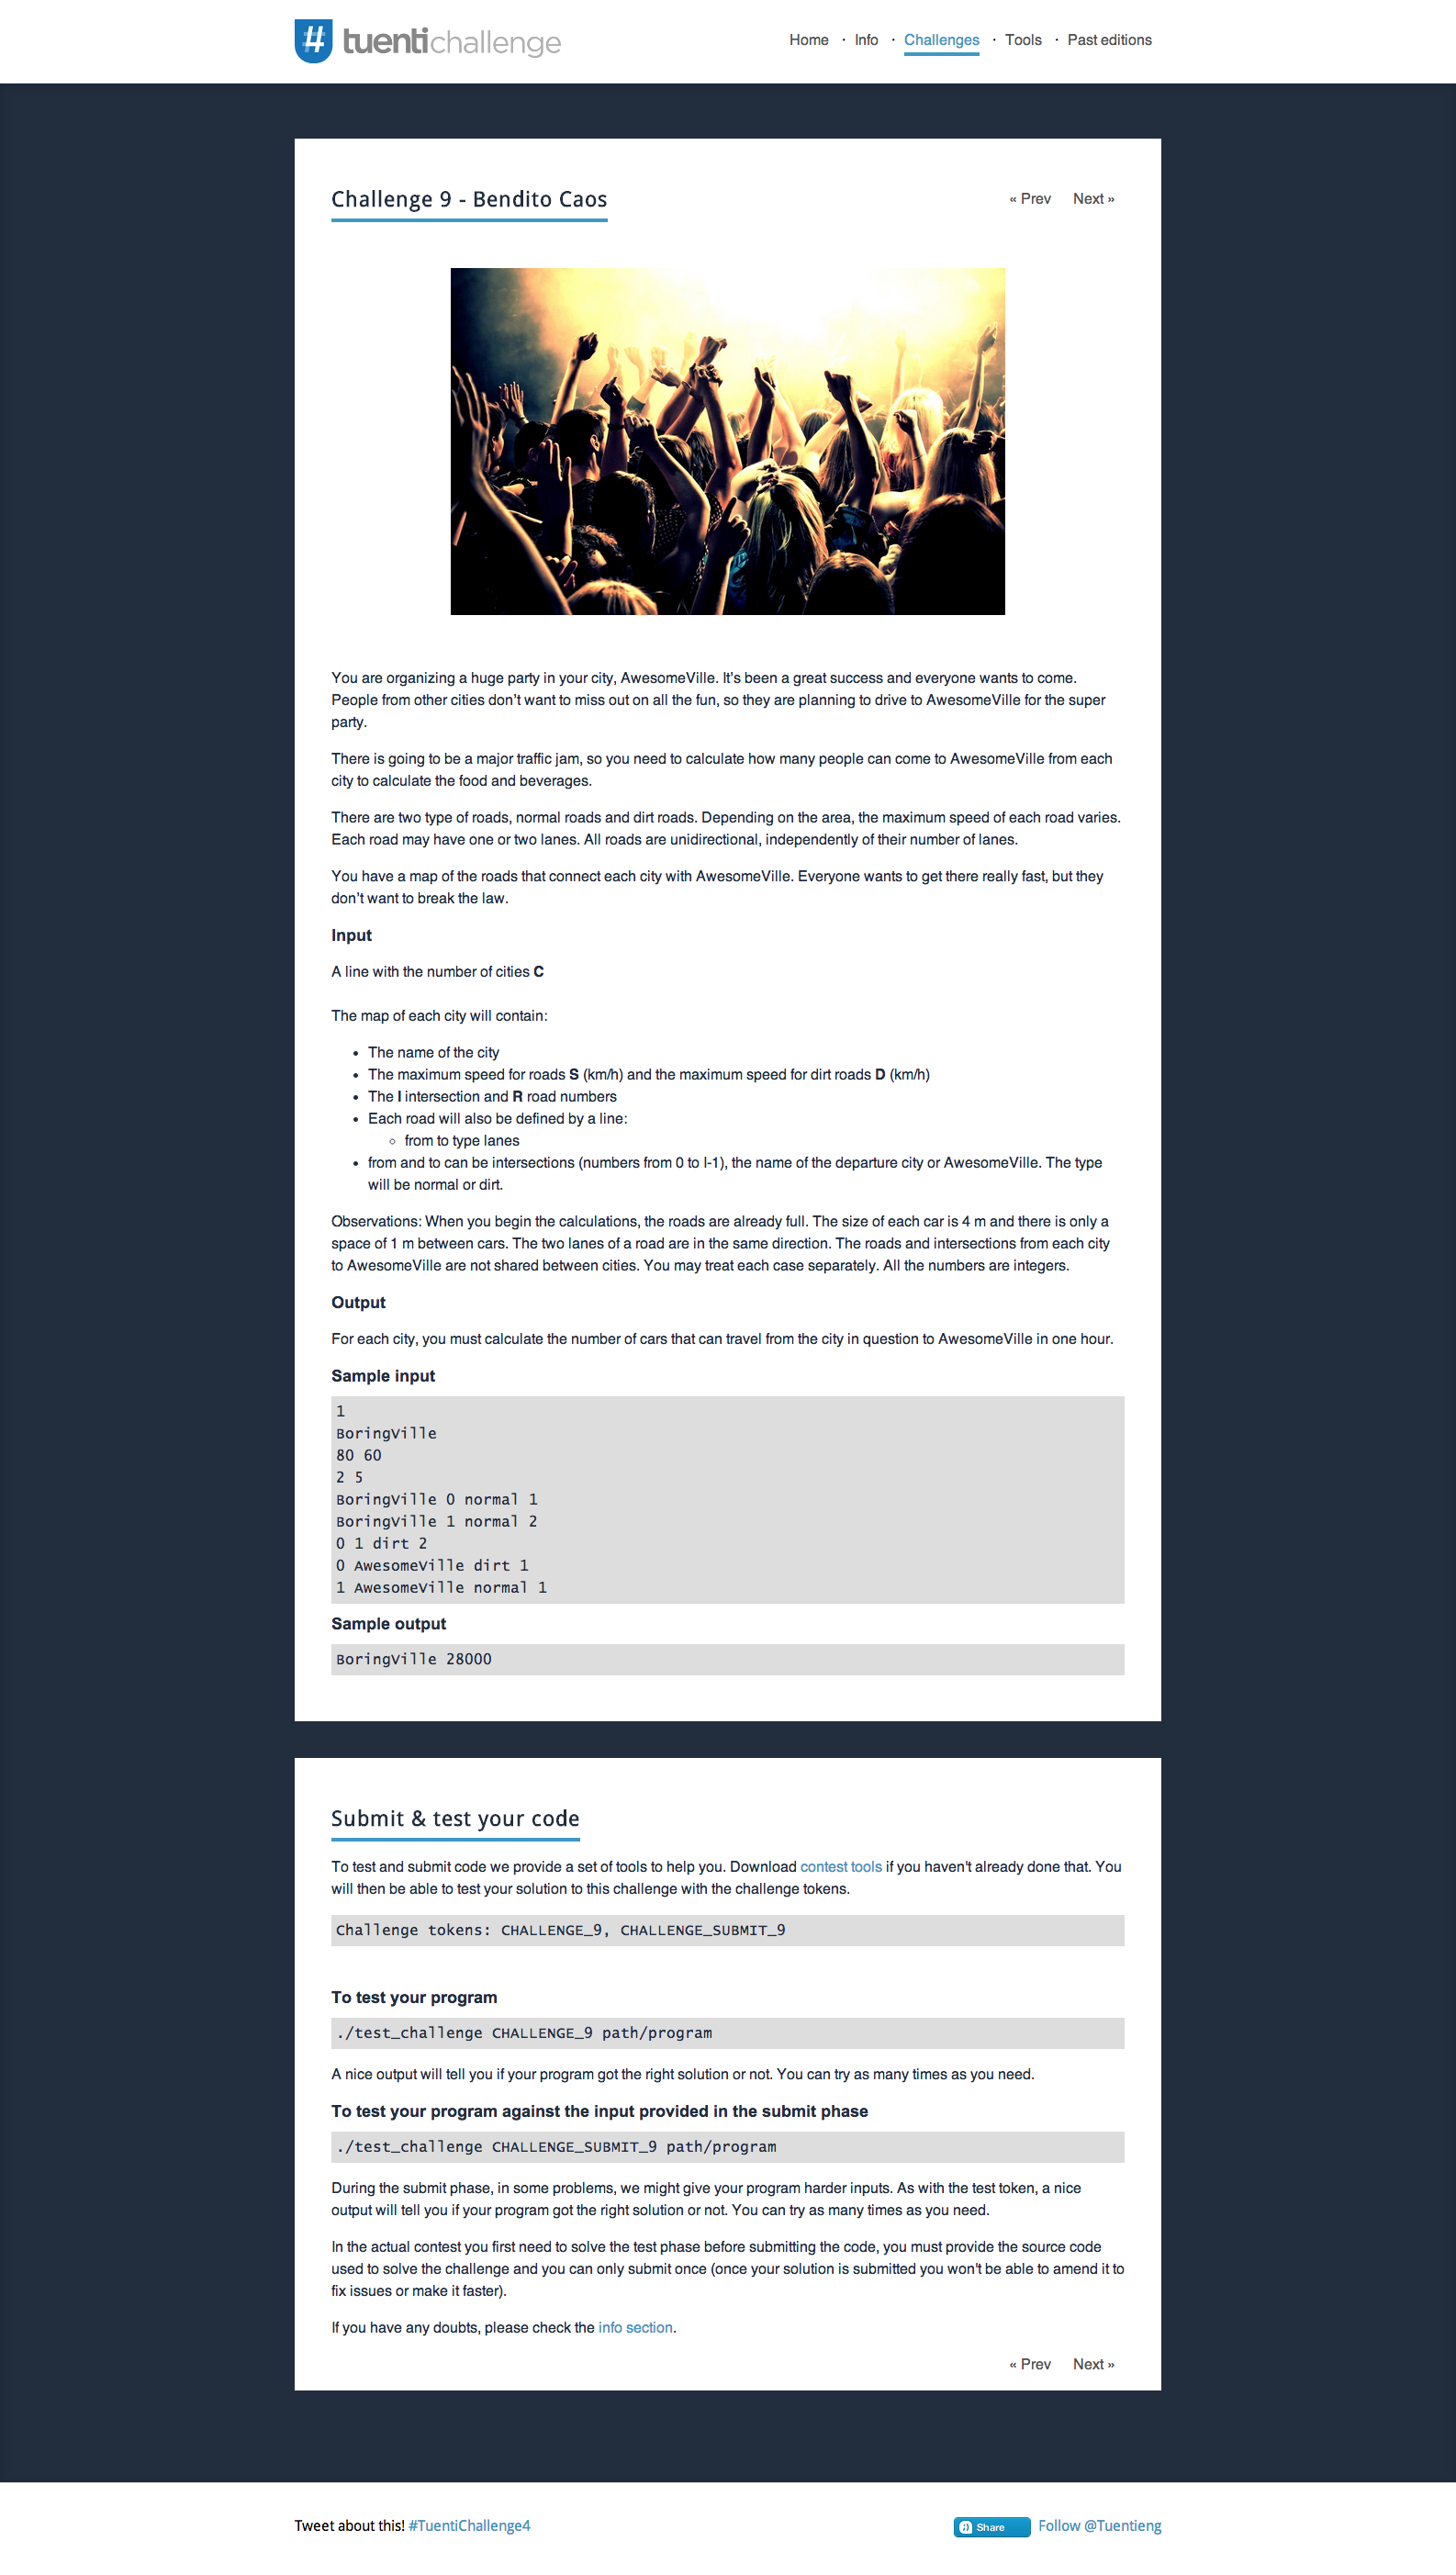 # tuentichallenge
Home · Info · Challenges · Tools · Past editions
Challenge 9 - Bendito Caos
« Prev Next »
You are organizing a huge party in your city, AwesomeVille. It's been a great success and everyone wants to come.
People from other cities don't want to miss out on all the fun, so they are planning to drive to AwesomeVille for the super
party.
There is going to be a major traffic jam, so you need to calculate how many people can come to AwesomeVille from each
city to calculate the food and beverages.
There are two type of roads, normal roads and dirt roads. Depending on the area, the maximum speed of each road varies.
Each road may have one or two lanes. All roads are unidirectional, independently of their number of lanes.
You have a map of the roads that connect each city with AwesomeVille. Everyone wants to get there really fast, but they
don't want to break the law.
Input
A line with the number of cities C
The map of each city will contain:
• The name of the city
• The maximum speed for roads S (km/h) and the maximum speed for dirt roads D (km/h)
• The I intersection and R road numbers
• Each road will also be defined by a line:
◦ from to type lanes
• from and to can be intersections (numbers from 0 to I-1), the name of the departure city or AwesomeVille. The type
will be normal or dirt.
Observations: When you begin the calculations, the roads are already full. The size of each car is 4 m and there is only a
space of 1 m between cars. The two lanes of a road are in the same direction. The roads and intersections from each city
to AwesomeVille are not shared between cities. You may treat each case separately. All the numbers are integers.
Output
For each city, you must calculate the number of cars that can travel from the city in question to AwesomeVille in one hour.
Sample input
1
BoringVille
80 60
2 5
BoringVille 0 normal 1
BoringVille 1 normal 2
0 1 dirt 2
0 AwesomeVille dirt 1
1 AwesomeVille normal 1
Sample output
BoringVille 28000
Submit & test your code
To test and submit code we provide a set of tools to help you. Download contest tools if you haven't already done that. You
will then be able to test your solution to this challenge with the challenge tokens.
Challenge tokens: CHALLENGE_9, CHALLENGE_SUBMIT_9
To test your program
./test_challenge CHALLENGE_9 path/program
A nice output will tell you if your program got the right solution or not. You can try as many times as you need.
To test your program against the input provided in the submit phase
./test_challenge CHALLENGE_SUBMIT_9 path/program
During the submit phase, in some problems, we might give your program harder inputs. As with the test token, a nice
output will tell you if your program got the right solution or not. You can try as many times as you need.
In the actual contest you first need to solve the test phase before submitting the code, you must provide the source code
used to solve the challenge and you can only submit once (once your solution is submitted you won't be able to amend it to
fix issues or make it faster).
If you have any doubts, please check the info section.
« Prev Next »
Tweet about this! #TuentiChallenge4
Share Follow @Tuentieng